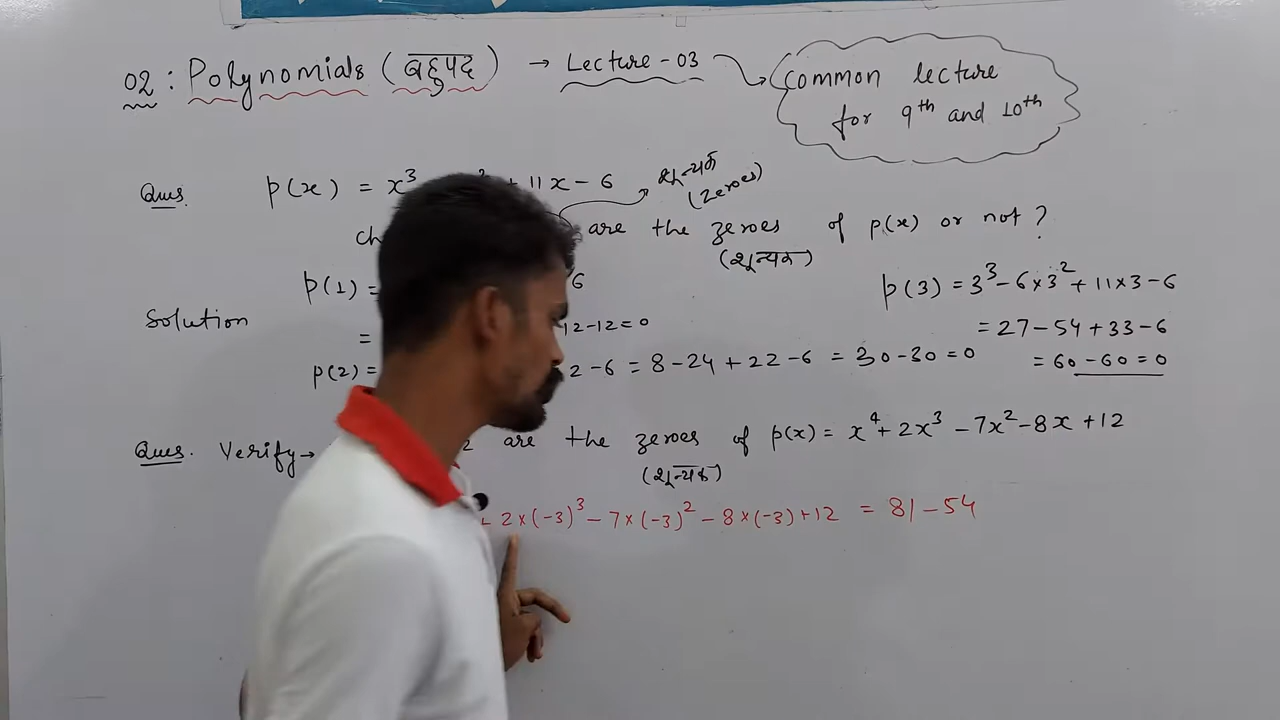 02 : Polynomials (बहुपद) → Lecture - 03
Common lecture for 9th and 10th
Ques. p(x) = x³ ² + 11x - 6
शून्यक (Zeroes)
ch are the zeroes of p(x) or not ?
(शून्यक)
Solution
p(1) = 6
= 12-12=0
p(2)= 2-6 = 8-24 + 22-6 = 30-30=0
p(3) = 3³-6×3²+ 11×3-6
= 27-54+33-6
= 60-60=0
Ques. Verify→ 2 are the zeroes of p(x) = x⁴+ 2x³ -7x²-8x +12
(शून्यक)
+ 2×(-3)³ - 7×(-3)² - 8×(-3)+12 = 81-54